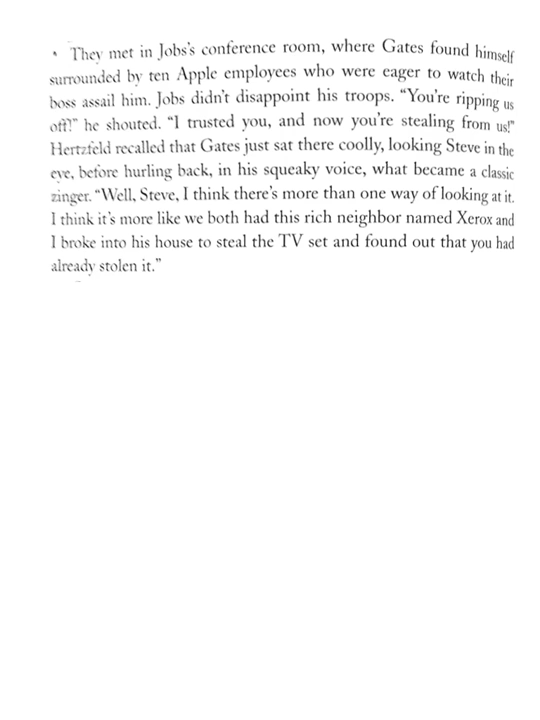 They met in Jobs's conference room, where Gates found himself
surrounded by ten Apple employees who were eager to watch their
boss assail him. Jobs didn't disappoint his troops. “You're ripping us
off!” he shouted. “I trusted you, and now you're stealing from us!”
Hertzfeld recalled that Gates just sat there coolly, looking Steve in the
eye, before hurling back, in his squeaky voice, what became a classic
zinger. “Well, Steve, I think there's more than one way of looking at it.
I think it's more like we both had this rich neighbor named Xerox and
I broke into his house to steal the TV set and found out that you had
already stolen it.”